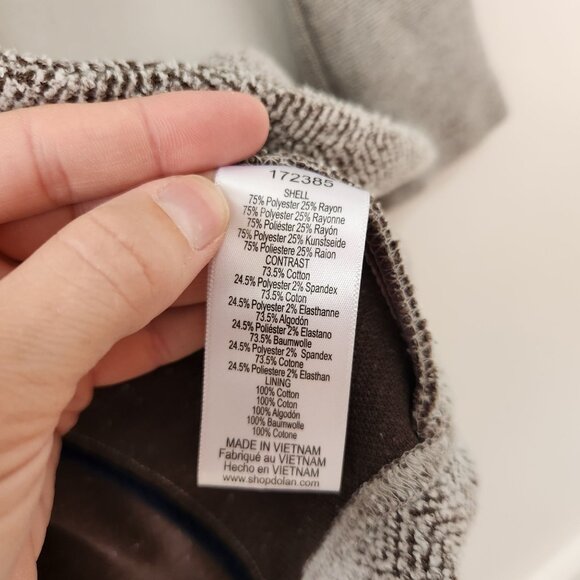 172385
SHELL
75% Polyester 25% Rayon
75% Polyester 25% Rayonne
75% Poliéster 25% Rayón
75% Polyester 25% Kunstseide
75% Poliestere 25% Raion
CONTRAST
73.5% Cotton
24.5% Polyester 2% Spandex
73.5% Coton
24.5% Polyester 2% Elasthanne
73.5% Algodón
24.5% Poliéster 2% Elastano
73.5% Baumwolle
24.5% Polyester 2% Spandex
73.5% Cotone
24.5% Poliestere 2% Elasthan
LINING
100% Cotton
100% Coton
100% Algodón
100% Baumwolle
100% Cotone
MADE IN VIETNAM
Fabriqué au VIETNAM
Hecho en VIETNAM
www.shopdolan.com